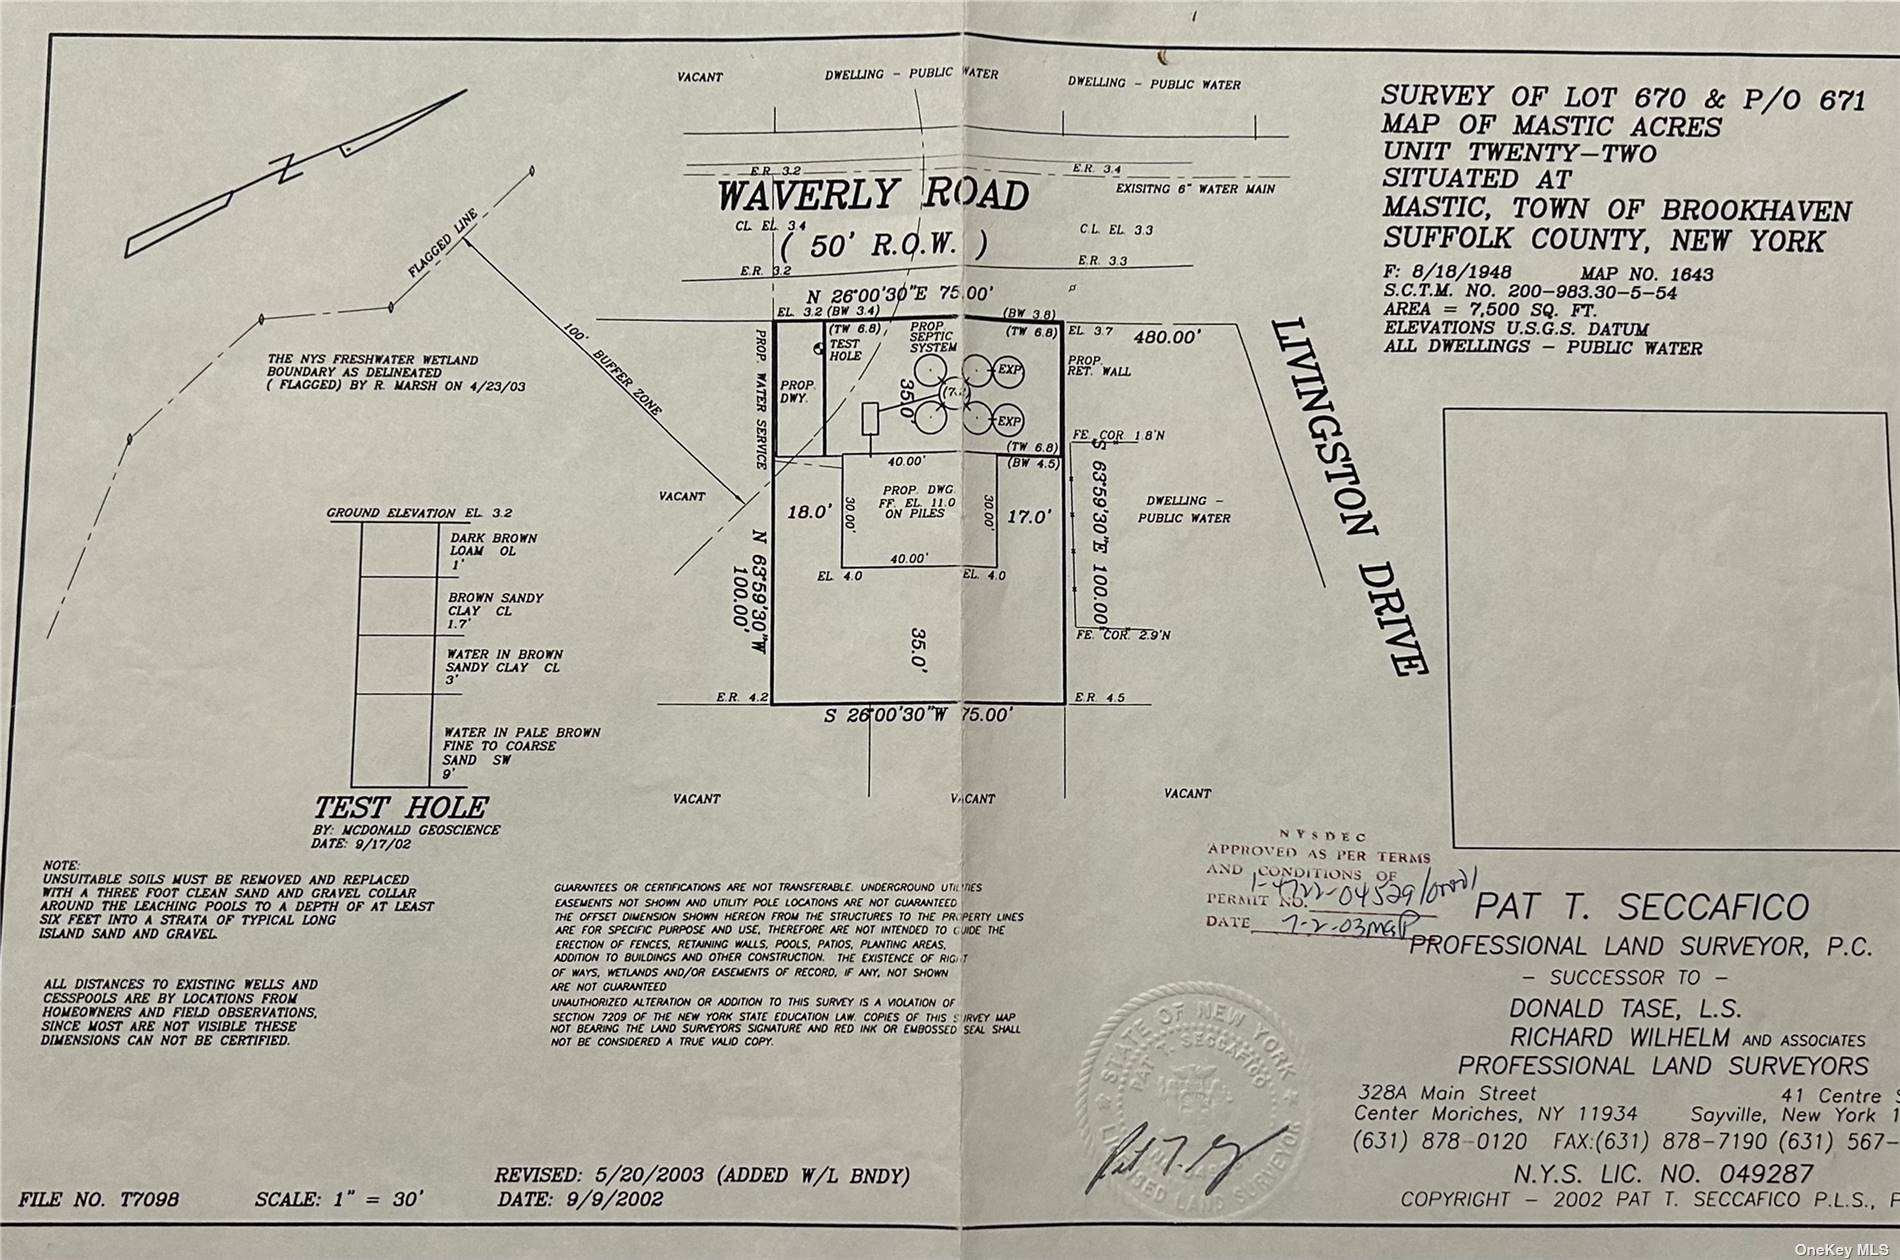 VACANT
DWELLING - PUBLIC WATER
DWELLING - PUBLIC WATER
SURVEY OF LOT 670 & P/O 671
MAP OF MASTIC ACRES
UNIT TWENTY-TWO
SITUATED AT
MASTIC, TOWN OF BROOKHAVEN
SUFFOLK COUNTY, NEW YORK
F: 8/18/1948 MAP NO. 1643
S.C.T.M. NO. 200-983.30-5-54
AREA = 7,500 SQ. FT.
ELEVATIONS U.S.G.S. DATUM
ALL DWELLINGS - PUBLIC WATER
N
FLAGGED LINE
100' BUFFER ZONE
THE NYS FRESHWATER WETLAND
BOUNDARY AS DELINEATED
( FLAGGED) BY R. MARSH ON 4/23/03
E.R. 3.2
E.R. 3.4
EXISITNG 6" WATER MAIN
WAVERLY ROAD
CL. EL. 3.4
( 50' R.O.W. )
C.L. EL. 3.3
E.R. 3.2
E.R. 3.3
N 26°00'30"E 75.00'
EL. 3.2 (BW 3.4)
(BW 3.8)
(TW 6.8)
(TW 6.8)
EL 3.7
480.00'
TEST
HOLE
PROP.
SEPTIC
SYSTEM
PROP.
RET. WALL
PROP.
DWY.
PROP. WATER SERVICE
35.0'
EXP
EXP
(TW 6.8)
(BW 4.5)
FE. COR. 1.8'N
LIVINGSTON DRIVE
VACANT
40.00'
PROP. DWG.
FF. EL. 11.0
ON PILES
30.00'
30.00'
40.00'
18.0'
17.0'
EL. 4.0
EL. 4.0
DWELLING -
PUBLIC WATER
N 63°59'30"W
100.00'
S 63°59'30"E 100.00'
FE. COR. 2.9'N
35.0'
E.R. 4.2
E.R. 4.5
S 26°00'30"W 75.00'
VACANT
VACANT
VACANT
GROUND ELEVATION EL. 3.2
DARK BROWN
LOAM OL
1'
BROWN SANDY
CLAY CL
1.7'
WATER IN BROWN
SANDY CLAY CL
3'
WATER IN PALE BROWN
FINE TO COARSE
SAND SW
9'
TEST HOLE
BY: MCDONALD GEOSCIENCE
DATE: 9/17/02
NOTE:
UNSUITABLE SOILS MUST BE REMOVED AND REPLACED
WITH A THREE FOOT CLEAN SAND AND GRAVEL COLLAR
AROUND THE LEACHING POOLS TO A DEPTH OF AT LEAST
SIX FEET INTO A STRATA OF TYPICAL LONG
ISLAND SAND AND GRAVEL.
ALL DISTANCES TO EXISTING WELLS AND
CESSPOOLS ARE BY LOCATIONS FROM
HOMEOWNERS AND FIELD OBSERVATIONS,
SINCE MOST ARE NOT VISIBLE THESE
DIMENSIONS CAN NOT BE CERTIFIED.
GUARANTEES OR CERTIFICATIONS ARE NOT TRANSFERABLE. UNDERGROUND UTILITIES
EASEMENTS NOT SHOWN AND UTILITY POLE LOCATIONS ARE NOT GUARANTEED
THE OFFSET DIMENSION SHOWN HEREON FROM THE STRUCTURES TO THE PROPERTY LINES
ARE FOR SPECIFIC PURPOSE AND USE, THEREFORE ARE NOT INTENDED TO GUIDE THE
ERECTION OF FENCES, RETAINING WALLS, POOLS, PATIOS, PLANTING AREAS,
ADDITION TO BUILDINGS AND OTHER CONSTRUCTION. THE EXISTENCE OF RIGHT
OF WAYS, WETLANDS AND/OR EASEMENTS OF RECORD, IF ANY, NOT SHOWN
ARE NOT GUARANTEED
UNAUTHORIZED ALTERATION OR ADDITION TO THIS SURVEY IS A VIOLATION OF
SECTION 7209 OF THE NEW YORK STATE EDUCATION LAW. COPIES OF THIS SURVEY MAP
NOT BEARING THE LAND SURVEYORS SIGNATURE AND RED INK OR EMBOSSED SEAL SHALL
NOT BE CONSIDERED A TRUE VALID COPY.
NYSDEC
APPROVED AS PER TERMS
AND CONDITIONS OF
PERMIT NO. 1-4722-04529/00001
DATE 7-2-03
PAT T. SECCAFICO
PROFESSIONAL LAND SURVEYOR, P.C.
- SUCCESSOR TO -
DONALD TASE, L.S.
RICHARD WILHELM AND ASSOCIATES
PROFESSIONAL LAND SURVEYORS
328A Main Street 41 Centre
Center Moriches, NY 11934 Sayville, New York
(631) 878-0120 FAX:(631) 878-7190 (631) 567-
N.Y.S. LIC. NO. 049287
COPYRIGHT - 2002 PAT T. SECCAFICO P.L.S.,
STATE OF NEW YORK
PAT T. SECCAFICO
LICENSED LAND SURVEYOR
REVISED: 5/20/2003 (ADDED W/L BNDY)
FILE NO. T7098 SCALE: 1" = 30' DATE: 9/9/2002
OneKey MLS